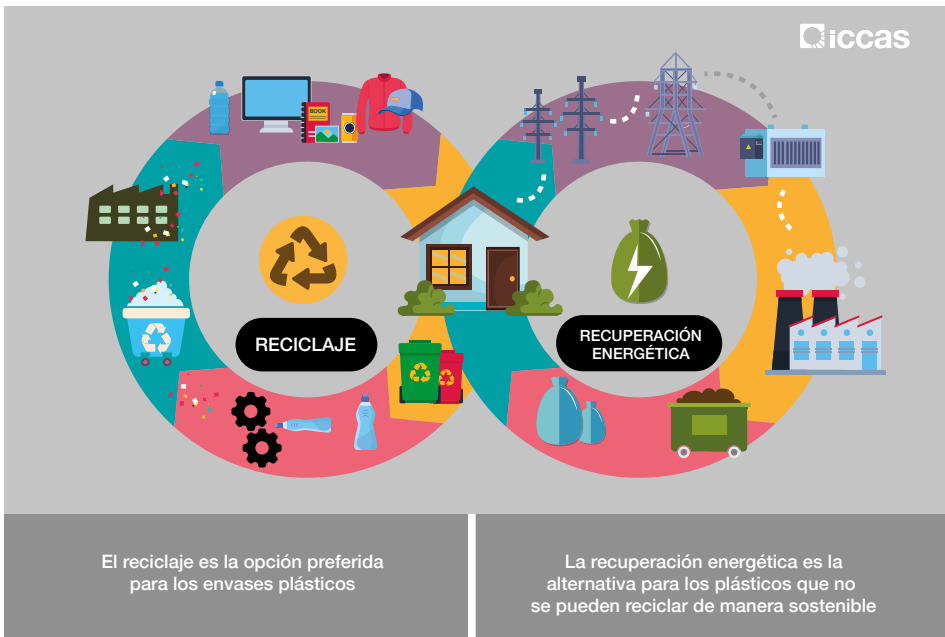 iccas
BOOK
RECICLAJE
RECUPERACIÓN
ENERGÉTICA
El reciclaje es la opción preferida
para los envases plásticos
La recuperación energética es la
alternativa para los plásticos que no
se pueden reciclar de manera sostenible